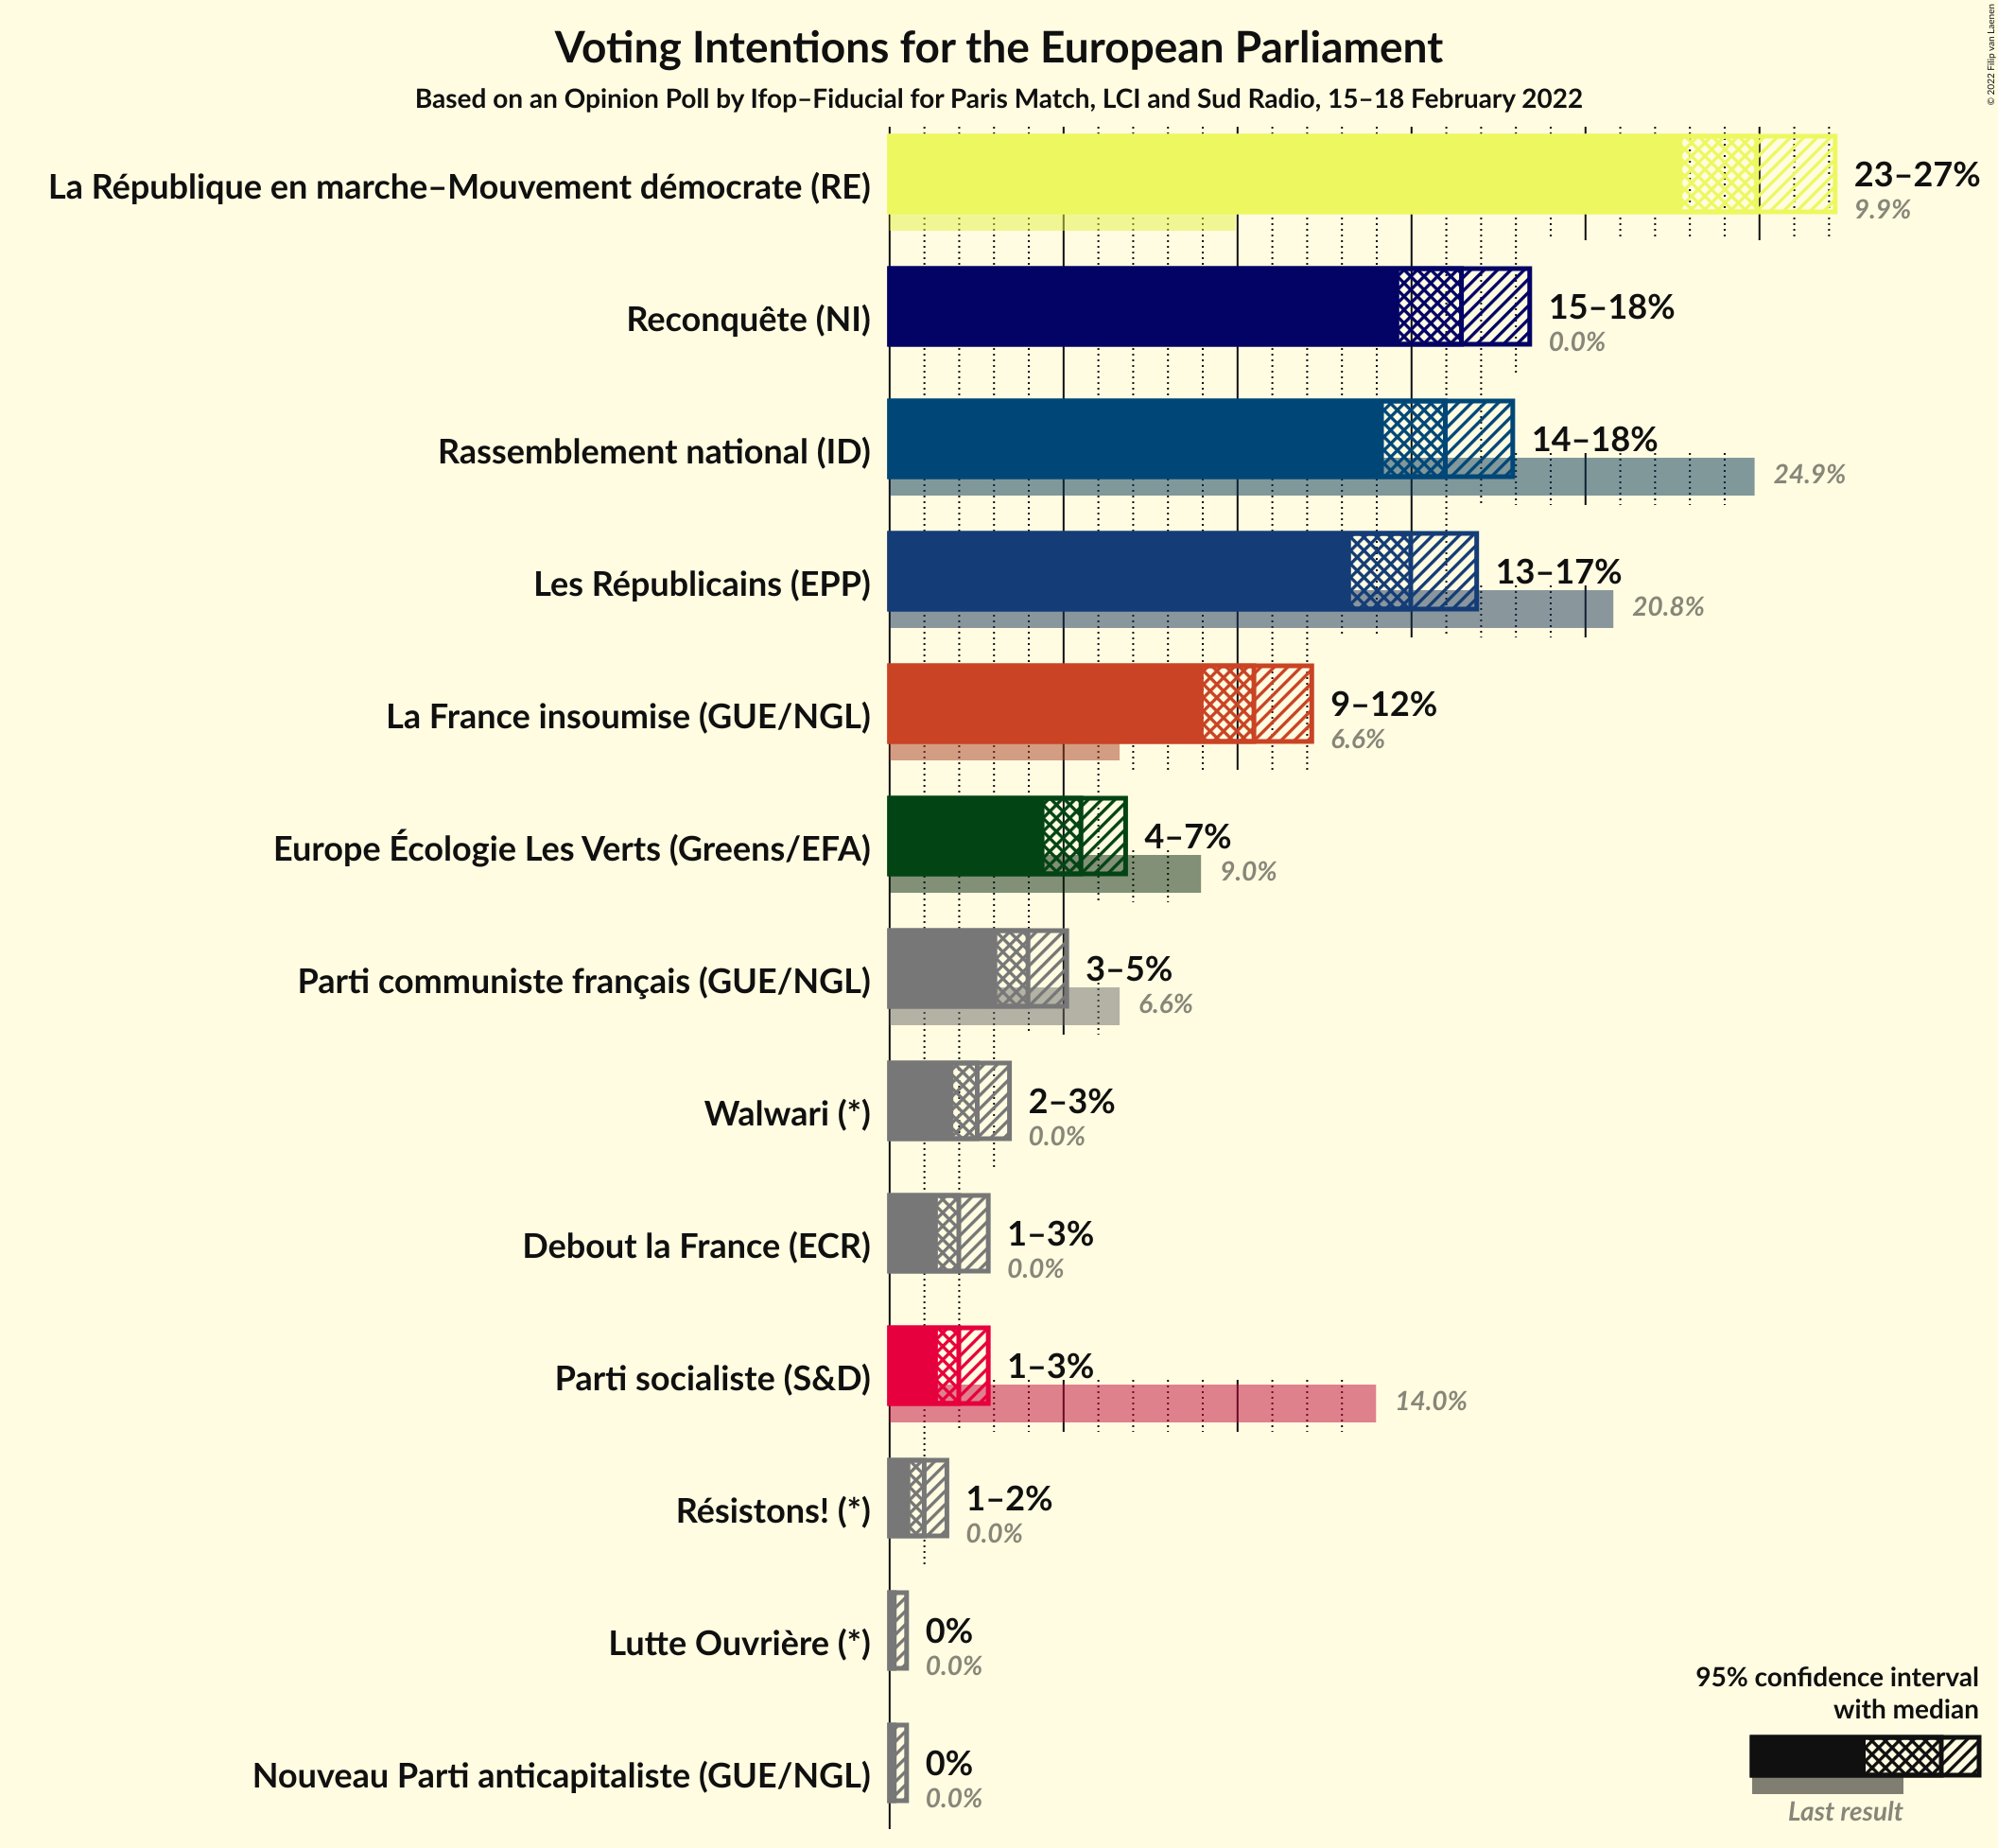 © 2022 Filip van Laenen
Voting Intentions for the European Parliament
Based on an Opinion Poll by Ifop–Fiducial for Paris Match, LCI and Sud Radio, 15–18 February 2022
La République en marche–Mouvement démocrate (RE)
23–27%
9.9%
Reconquête (NI)
15–18%
0.0%
Rassemblement national (ID)
14–18%
24.9%
Les Républicains (EPP)
13–17%
20.8%
La France insoumise (GUE/NGL)
9–12%
6.6%
Europe Écologie Les Verts (Greens/EFA)
4–7%
9.0%
Parti communiste français (GUE/NGL)
3–5%
6.6%
Walwari (*)
2–3%
0.0%
Debout la France (ECR)
1–3%
0.0%
Parti socialiste (S&D)
1–3%
14.0%
Résistons! (*)
1–2%
0.0%
Lutte Ouvrière (*)
0%
0.0%
Nouveau Parti anticapitaliste (GUE/NGL)
0%
0.0%
95% confidence interval
with median
Last result